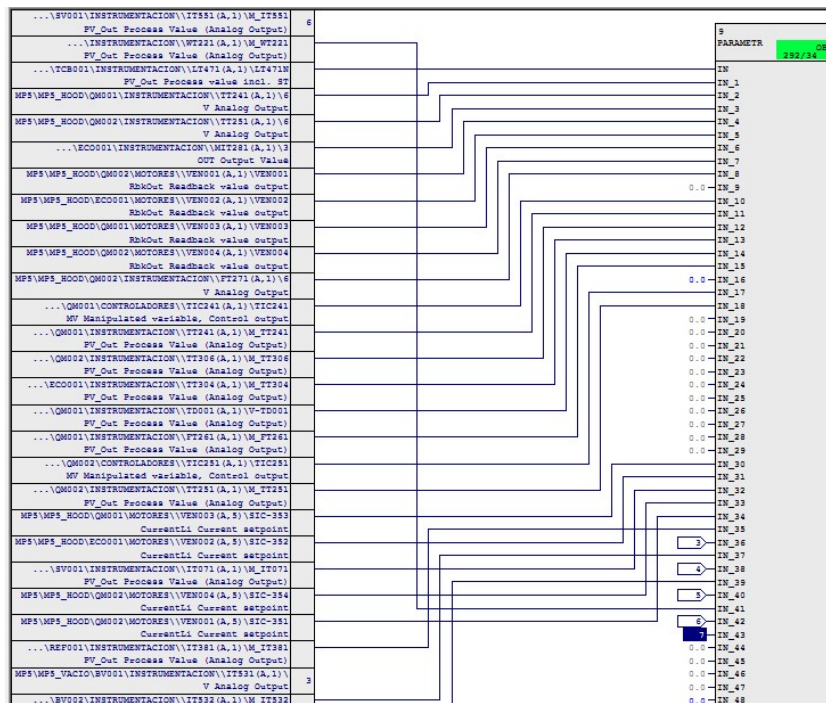 ...\SV001\INSTRUMENTACION\\IT551(A,1)\M_IT551
PV_Out Process Value (Analog Output)
6
...\INSTRUMENTACION\\WT221(A,1)\M_WT221
PV_Out Process Value (Analog Output)
...\TCB001\INSTRUMENTACION\\LT471(A,1)\LT471N
PV_Out Process value incl. ST
MP5\MP5_HOOD\QM001\INSTRUMENTACION\\TT241(A,1)\6
V Analog Output
MP5\MP5_HOOD\QM002\INSTRUMENTACION\\TT251(A,1)\6
V Analog Output
...\ECO001\INSTRUMENTACION\\MIT281(A,1)\3
OUT Output Value
MP5\MP5_HOOD\QM002\MOTORES\\VEN001(A,1)\VEN001
RbkOut Readback value output
MP5\MP5_HOOD\ECO001\MOTORES\\VEN002(A,1)\VEN002
RbkOut Readback value output
MP5\MP5_HOOD\QM001\MOTORES\\VEN003(A,1)\VEN003
RbkOut Readback value output
MP5\MP5_HOOD\QM002\MOTORES\\VEN004(A,1)\VEN004
RbkOut Readback value output
MP5\MP5_HOOD\QM002\INSTRUMENTACION\\FT271(A,1)\6
V Analog Output
...\QM001\CONTROLADORES\\TIC241(A,1)\TIC241
MV Manipulated variable, Control output
...\QM001\INSTRUMENTACION\\TT241(A,1)\M_TT241
PV_Out Process Value (Analog Output)
...\QM002\INSTRUMENTACION\\TT306(A,1)\M_TT306
PV_Out Process Value (Analog Output)
...\ECO001\INSTRUMENTACION\\TT304(A,1)\M_TT304
PV_Out Process Value (Analog Output)
...\QM001\INSTRUMENTACION\\TD001(A,1)\V-TD001
PV_Out Process Value (Analog Output)
...\QM001\INSTRUMENTACION\\FT261(A,1)\M_FT261
PV_Out Process Value (Analog Output)
...\QM002\CONTROLADORES\\TIC251(A,1)\TIC251
MV Manipulated variable, Control output
...\QM002\INSTRUMENTACION\\TT251(A,1)\M_TT251
PV_Out Process Value (Analog Output)
MP5\MP5_HOOD\QM001\MOTORES\\VEN003(A,5)\SIC-353
CurrentLi Current setpoint
MP5\MP5_HOOD\ECO001\MOTORES\\VEN002(A,5)\SIC-352
CurrentLi Current setpoint
...\SV001\INSTRUMENTACION\\IT071(A,1)\M_IT071
PV_Out Process Value (Analog Output)
MP5\MP5_HOOD\QM002\MOTORES\\VEN004(A,5)\SIC-354
CurrentLi Current setpoint
MP5\MP5_HOOD\QM002\MOTORES\\VEN001(A,5)\SIC-351
CurrentLi Current setpoint
...\REF001\INSTRUMENTACION\\IT381(A,1)\M_IT381
PV_Out Process Value (Analog Output)
MP5\MP5_VACIO\BV001\INSTRUMENTACION\\IT531(A,1)\
V Analog Output
3
...\BV002\INSTRUMENTACION\\IT532(A,1)\M_IT532
9
PARAMETR
OB
292/34
IN
IN_1
IN_2
IN_3
IN_4
IN_5
IN_6
IN_7
IN_8
0.0 IN_9
IN_10
IN_11
IN_12
IN_13
IN_14
IN_15
0.0 IN_16
IN_17
IN_18
0.0 IN_19
0.0 IN_20
0.0 IN_21
0.0 IN_22
0.0 IN_23
0.0 IN_24
0.0 IN_25
0.0 IN_26
0.0 IN_27
0.0 IN_28
0.0 IN_29
IN_30
IN_31
IN_32
IN_33
IN_34
IN_35
3 IN_36
IN_37
4 IN_38
IN_39
5 IN_40
IN_41
6 IN_42
7 IN_43
0.0 IN_44
0.0 IN_45
0.0 IN_46
0.0 IN_47
0.0 IN_48